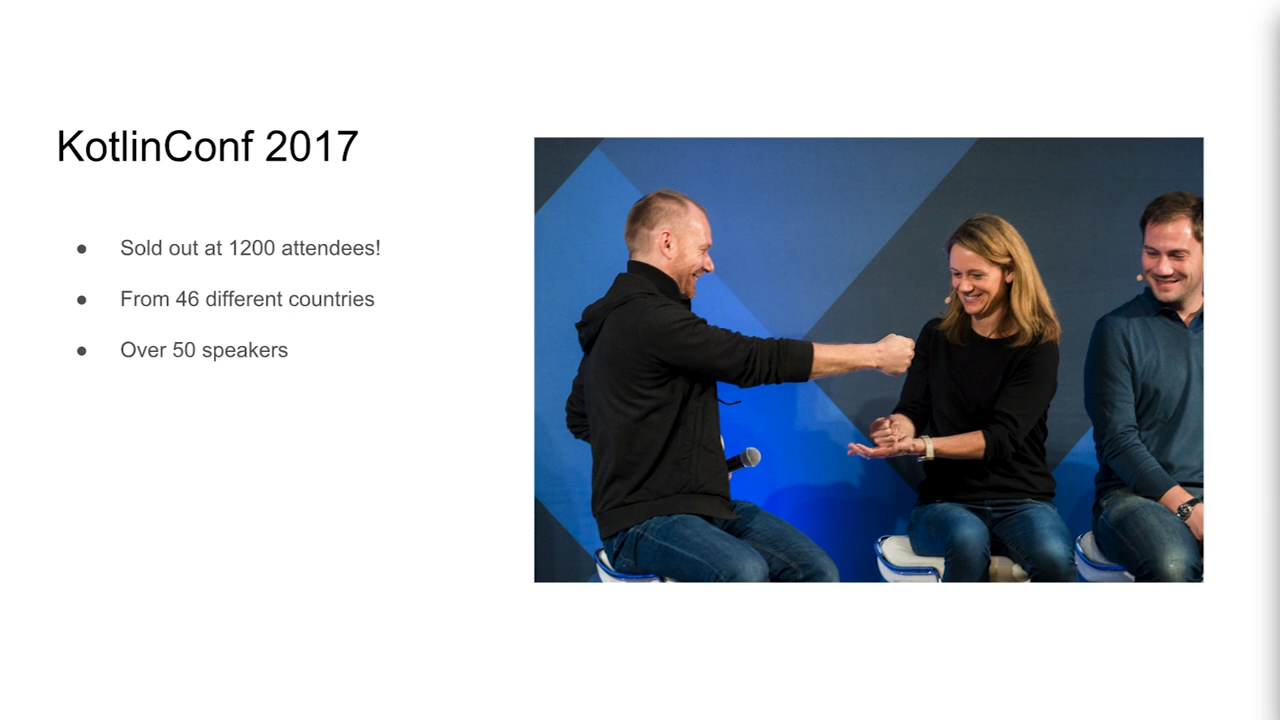 KotlinConf 2017
● Sold out at 1200 attendees!
● From 46 different countries
● Over 50 speakers